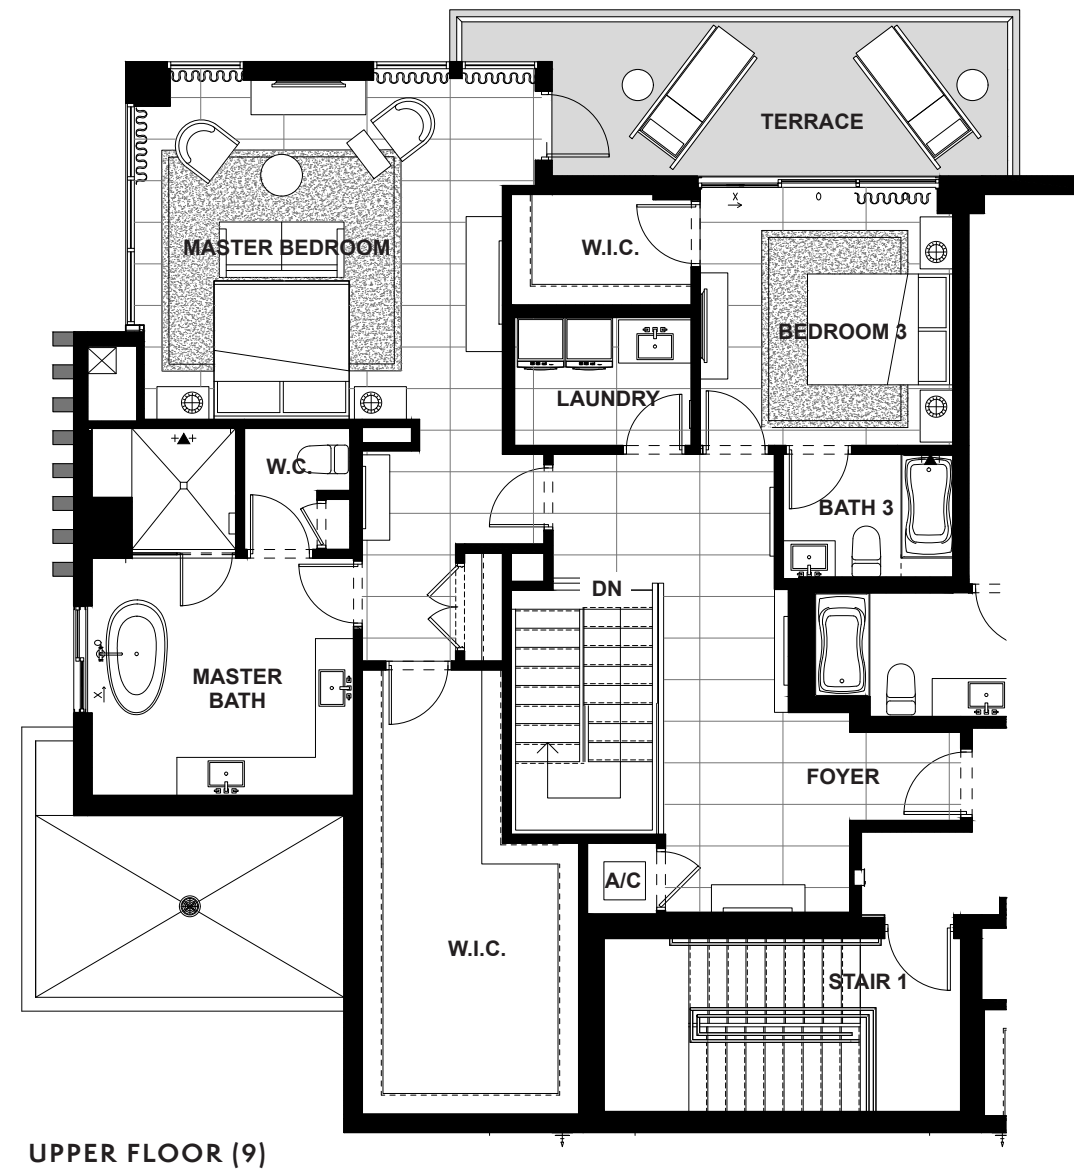 TERRACE
MASTER BEDROOM
W.I.C.
X
BEDROOM 3
LAUNDRY
W.C.
BATH 3
DN
X
MASTER
BATH
FOYER
A/C
W.I.C.
STAIR 1
UPPER FLOOR (9)